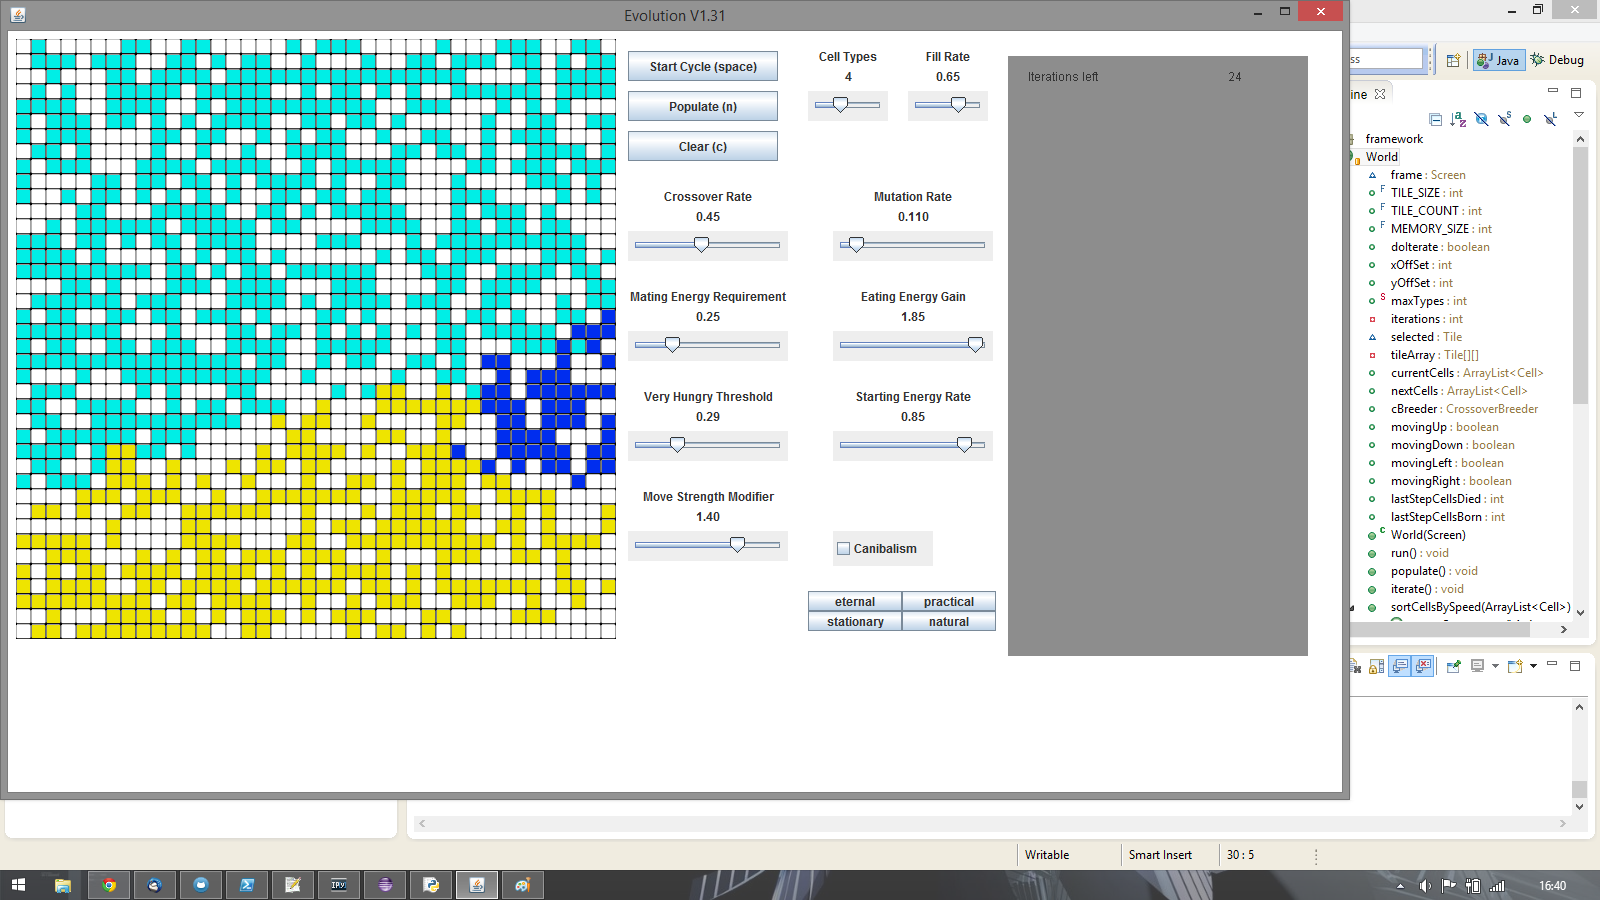 Evolution V1.31
Start Cycle (space)
Populate (n)
Clear (c)
Cell Types
4
Fill Rate
0.65
Iterations left 24
Crossover Rate
0.45
Mutation Rate
0.110
Mating Energy Requirement
0.25
Eating Energy Gain
1.85
Very Hungry Threshold
0.29
Starting Energy Rate
0.85
Move Strength Modifier
1.40
Canibalism
eternal practical
stationary natural
ss
Java Debug
ine
framework
World
frame : Screen
F TILE_SIZE : int
F TILE_COUNT : int
F MEMORY_SIZE : int
doIterate : boolean
xOffSet : int
yOffSet : int
S maxTypes : int
iterations : int
selected : Tile
tileArray : Tile[][]
currentCells : ArrayList<Cell>
nextCells : ArrayList<Cell>
cBreeder : CrossoverBreeder
movingUp : boolean
movingDown : boolean
movingLeft : boolean
movingRight : boolean
lastStepCellsDied : int
lastStepCellsBorn : int
C World(Screen)
run() : void
populate() : void
iterate() : void
sortCellsBySpeed(ArrayList<Cell>)
Writable Smart Insert 30 : 5
IP[y]
16:40